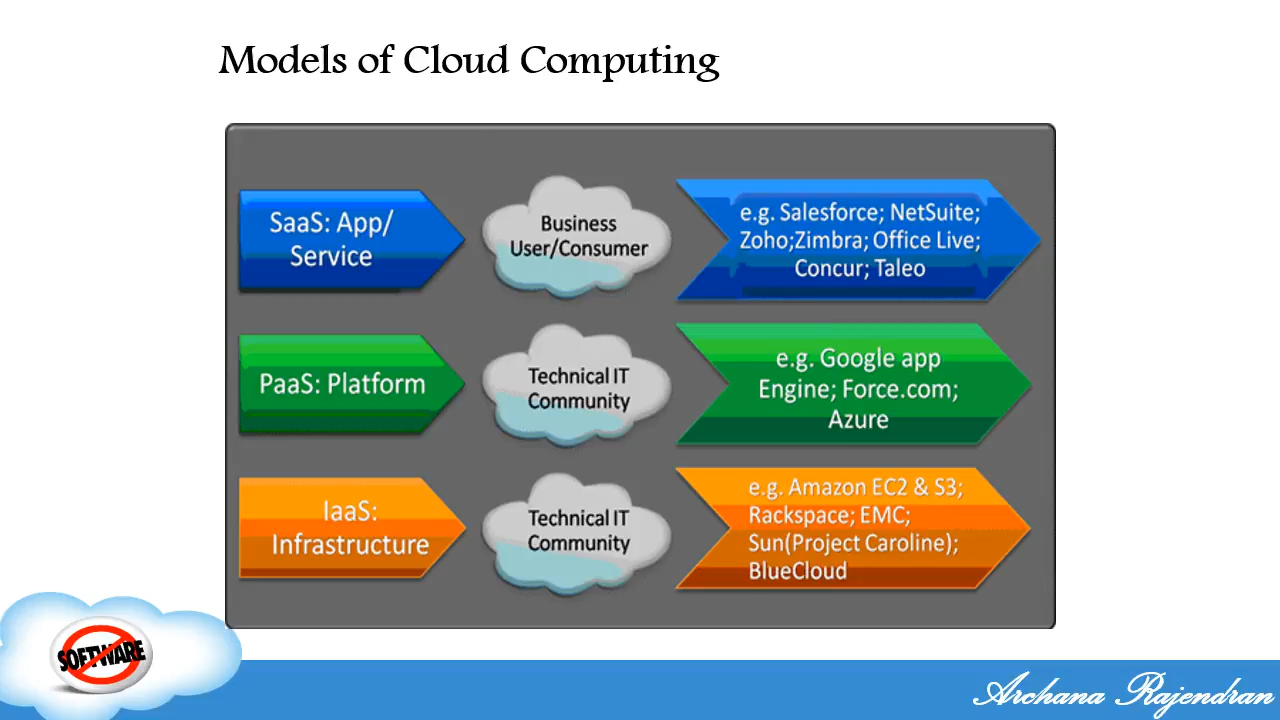 Models of Cloud Computing
SaaS: App/
Service
Business
User/Consumer
e.g. Salesforce; NetSuite;
Zoho;Zimbra; Office Live;
Concur; Taleo
PaaS: Platform
Technical IT
Community
e.g. Google app
Engine; Force.com;
Azure
IaaS:
Infrastructure
Technical IT
Community
e.g. Amazon EC2 & S3;
Rackspace; EMC;
Sun(Project Caroline);
BlueCloud
SOFTWARE
Archana Rajendran